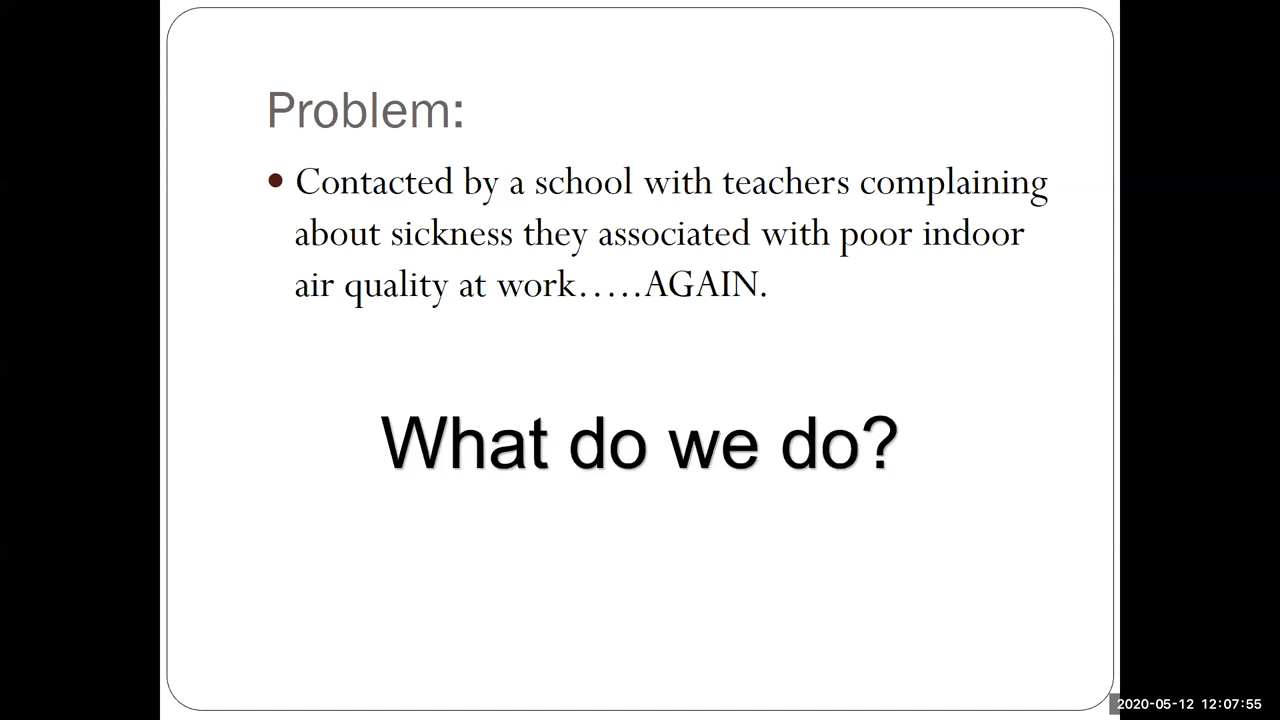 Problem:
• Contacted by a school with teachers complaining
about sickness they associated with poor indoor
air quality at work.....AGAIN.
What do we do?
2020-05-12 12:07:55